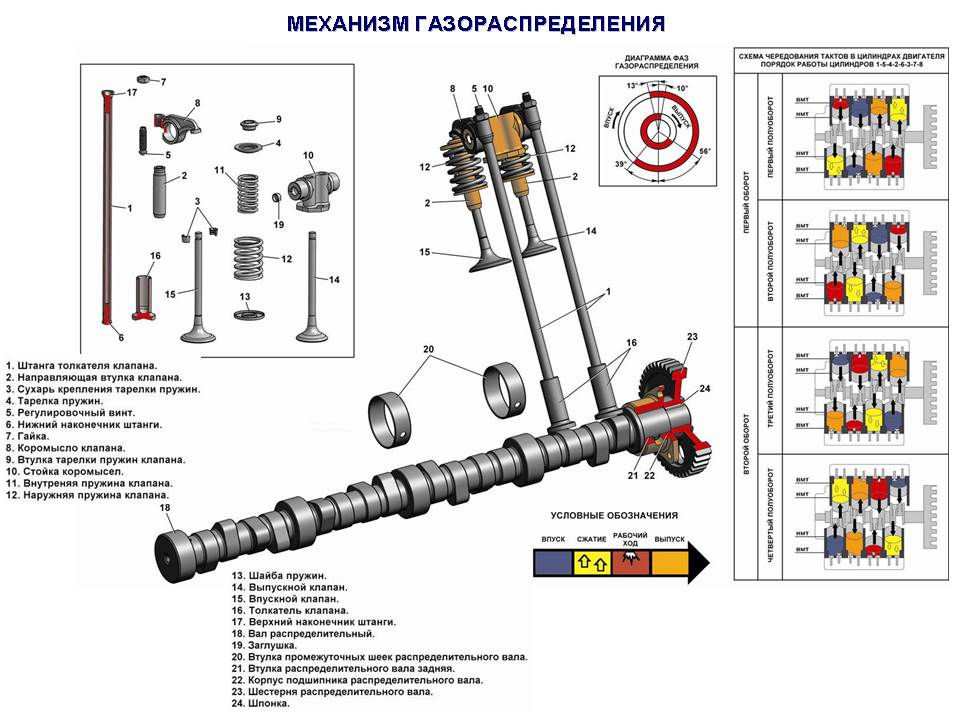 МЕХАНИЗМ ГАЗОРАСПРЕДЕЛЕНИЯ
7
17
8
9
4
5
10
11
2
1
3
19
16
12
15
14
13
6
8 5 10
12
12
2
2
15
14
1
16
20
23
24
21 22
18
ДИАГРАММА ФАЗ
ГАЗОРАСПРЕДЕЛЕНИЯ
13°
10°
ВПУСК
ВЫПУСК
39°
56°
СХЕМА ЧЕРЕДОВАНИЯ ТАКТОВ В ЦИЛИНДРАХ ДВИГАТЕЛЯ
ПОРЯДОК РАБОТЫ ЦИЛИНДРОВ 1-5-4-2-6-3-7-8
ПЕРВЫЙ ОБОРОТ
ПЕРВЫЙ ПОЛУОБОРОТ
ВМТ
НМТ
НМТ
ВМТ
ВТОРОЙ ПОЛУОБОРОТ
ВМТ
НМТ
НМТ
ВМТ
ВТОРОЙ ОБОРОТ
ТРЕТИЙ ПОЛУОБОРОТ
ВМТ
НМТ
НМТ
ВМТ
ЧЕТВЕРТЫЙ ПОЛУОБОРОТ
ВМТ
НМТ
НМТ
ВМТ
1. Штанга толкателя клапана.
2. Направляющая втулка клапана.
3. Сухарь крепления тарелки пружин.
4. Тарелка пружин.
5. Регулировочный винт.
6. Нижний наконечник штанги.
7. Гайка.
8. Коромысло клапана.
9. Втулка тарелки пружин клапана.
10. Стойка коромысел.
11. Внутреняя пружина клапана.
12. Наружняя пружина клапана.
13. Шайба пружин.
14. Выпускной клапан.
15. Впускной клапан.
16. Толкатель клапана.
17. Верхний наконечник штанги.
18. Вал распределительный.
19. Заглушка.
20. Втулка промежуточных шеек распределительного вала.
21. Втулка распределительного вала задняя.
22. Корпус подшипника распределительного вала.
23. Шестерня распределительного вала.
24. Шпонка.
УСЛОВНЫЕ ОБОЗНАЧЕНИЯ
ВПУСК
СЖАТИЕ
РАБОЧИЙ
ХОД
ВЫПУСК